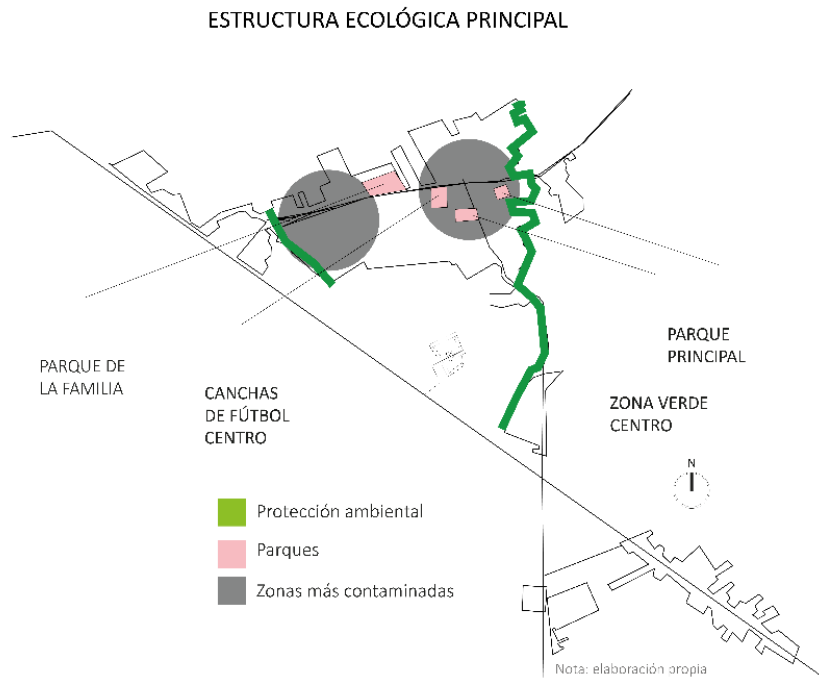 ESTRUCTURA ECOLÓGICA PRINCIPAL
PARQUE DE
LA FAMILIA
CANCHAS
DE FÚTBOL
CENTRO
PARQUE
PRINCIPAL
ZONA VERDE
CENTRO
N
Protección ambiental
Parques
Zonas más contaminadas
Nota: elaboración propia